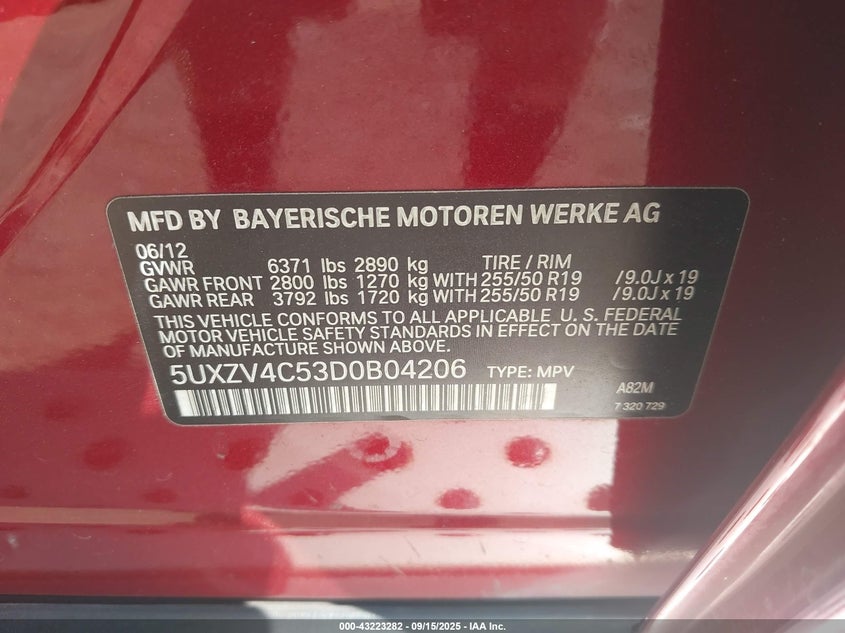 MFD BY BAYERISCHE MOTOREN WERKE AG
06/12
GVWR 6371 lbs 2890 kg TIRE / RIM
GAWR FRONT 2800 lbs 1270 kg WITH 255/50 R19 /9.0J x 19
GAWR REAR 3792 lbs 1720 kg WITH 255/50 R19 /9.0J x 19
THIS VEHICLE CONFORMS TO ALL APPLICABLE U. S. FEDERAL
MOTOR VEHICLE SAFETY STANDARDS IN EFFECT ON THE DATE
OF MANUFACTURE SHOWN ABOVE.
5UXZV4C53D0B04206 TYPE: MPV
A82M
7 320 729
000-43223282 - 09/15/2025 - IAA Inc.